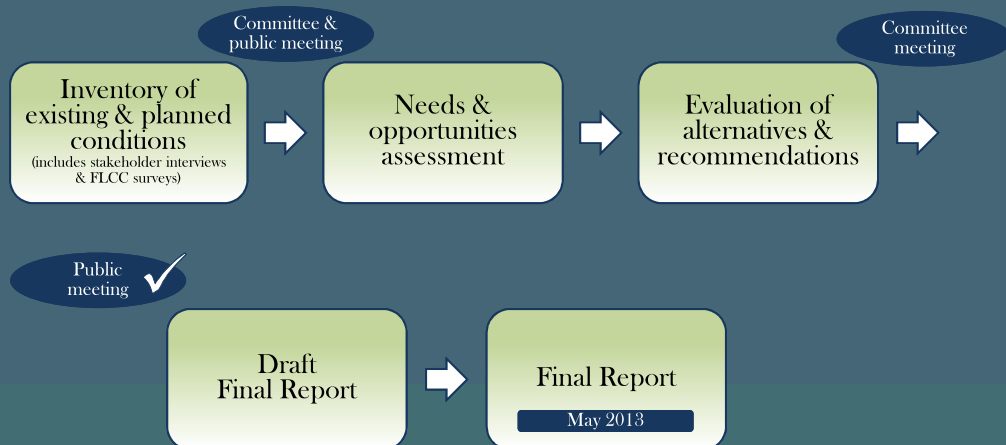 Committee &
public meeting
Committee
meeting
Inventory of
existing & planned
conditions
(includes stakeholder interviews
& FLCC surveys)
Needs &
opportunities
assessment
Evaluation of
alternatives &
recommendations
Public
meeting
Draft
Final Report
Final Report
May 2013